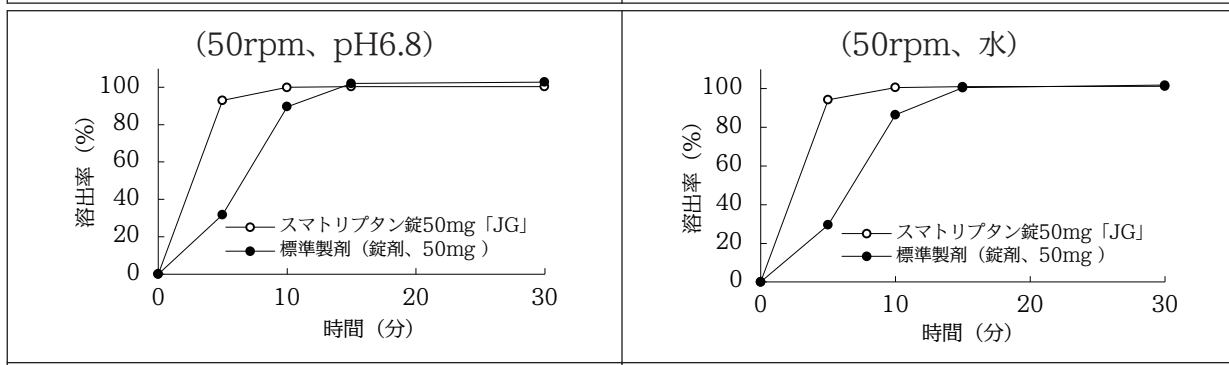 (50rpm、pH6.8)
溶出率 (%)
100
80
60
40
20
0
スマトリプタン錠50mg「JG」
標準製剤（錠剤、50mg ）
0 10 20 30
時間（分）
(50rpm、水)
溶出率 (%)
100
80
60
40
20
0
スマトリプタン錠50mg「JG」
標準製剤（錠剤、50mg ）
0 10 20 30
時間（分）